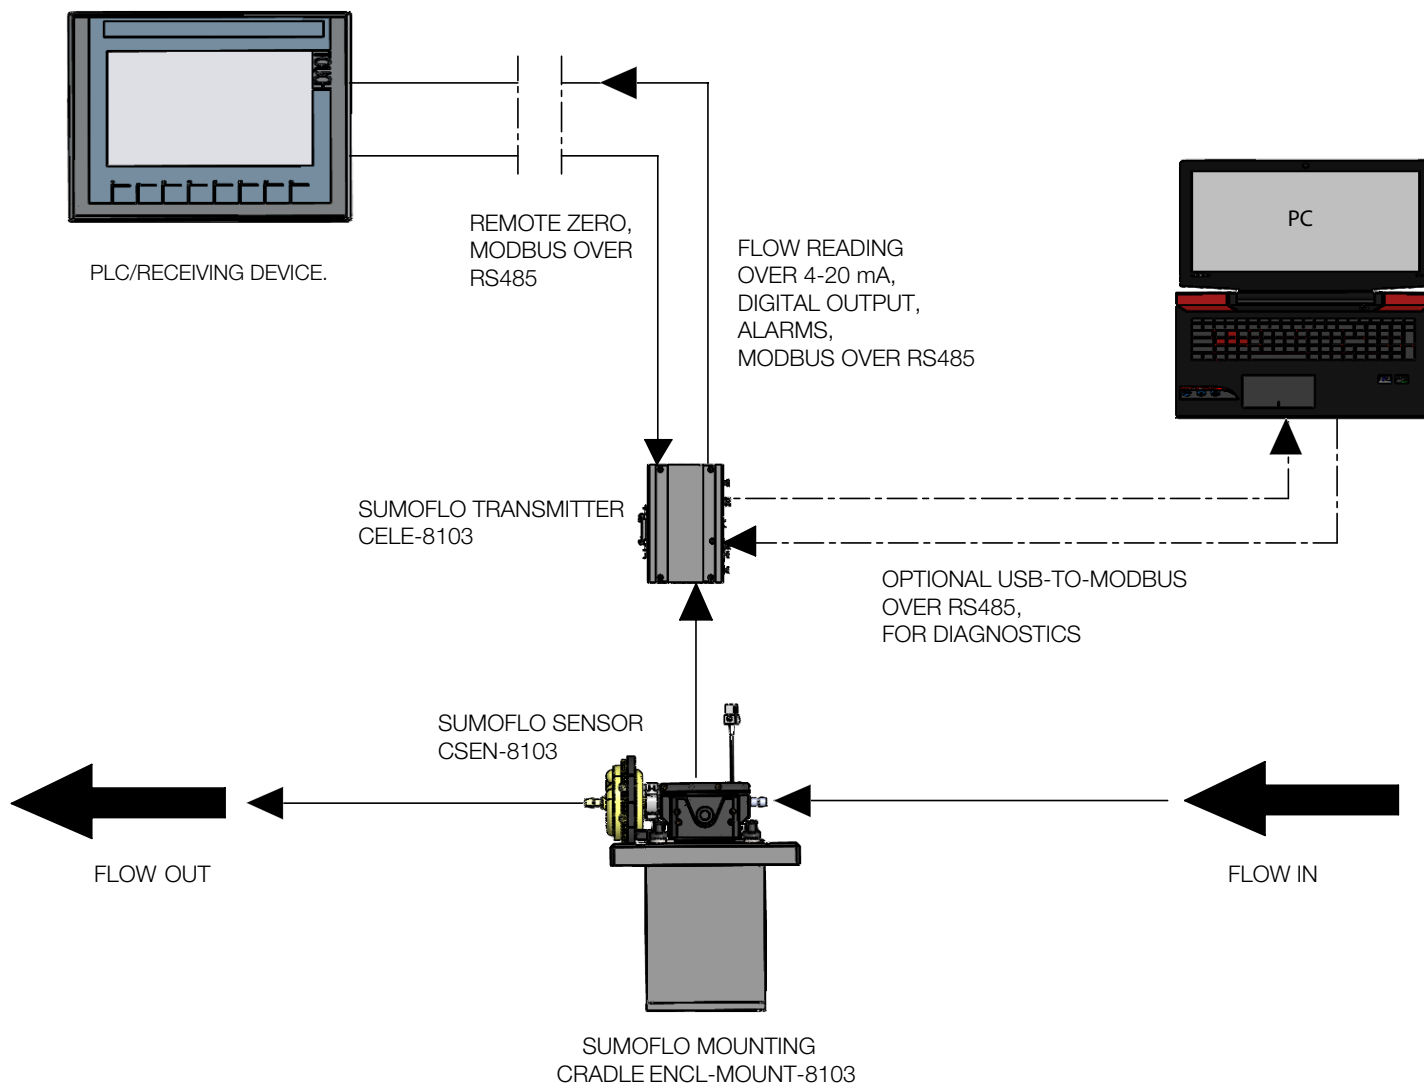 PLC/RECEIVING DEVICE.
REMOTE ZERO,
MODBUS OVER
RS485
FLOW READING
OVER 4-20 mA,
DIGITAL OUTPUT,
ALARMS,
MODBUS OVER RS485
PC
SUMOFLO TRANSMITTER
CELE-8103
OPTIONAL USB-TO-MODBUS
OVER RS485,
FOR DIAGNOSTICS
SUMOFLO SENSOR
CSEN-8103
FLOW OUT
FLOW IN
SUMOFLO MOUNTING
CRADLE ENCL-MOUNT-8103